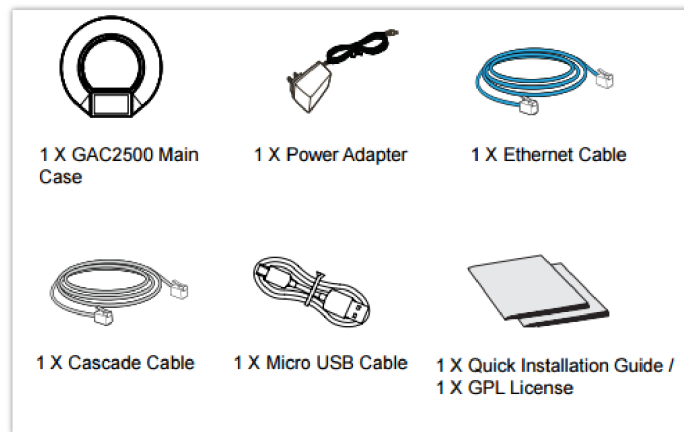 1 X GAC2500 Main
Case
1 X Power Adapter
1 X Ethernet Cable
1 X Cascade Cable
1 X Micro USB Cable
1 X Quick Installation Guide /
1 X GPL License